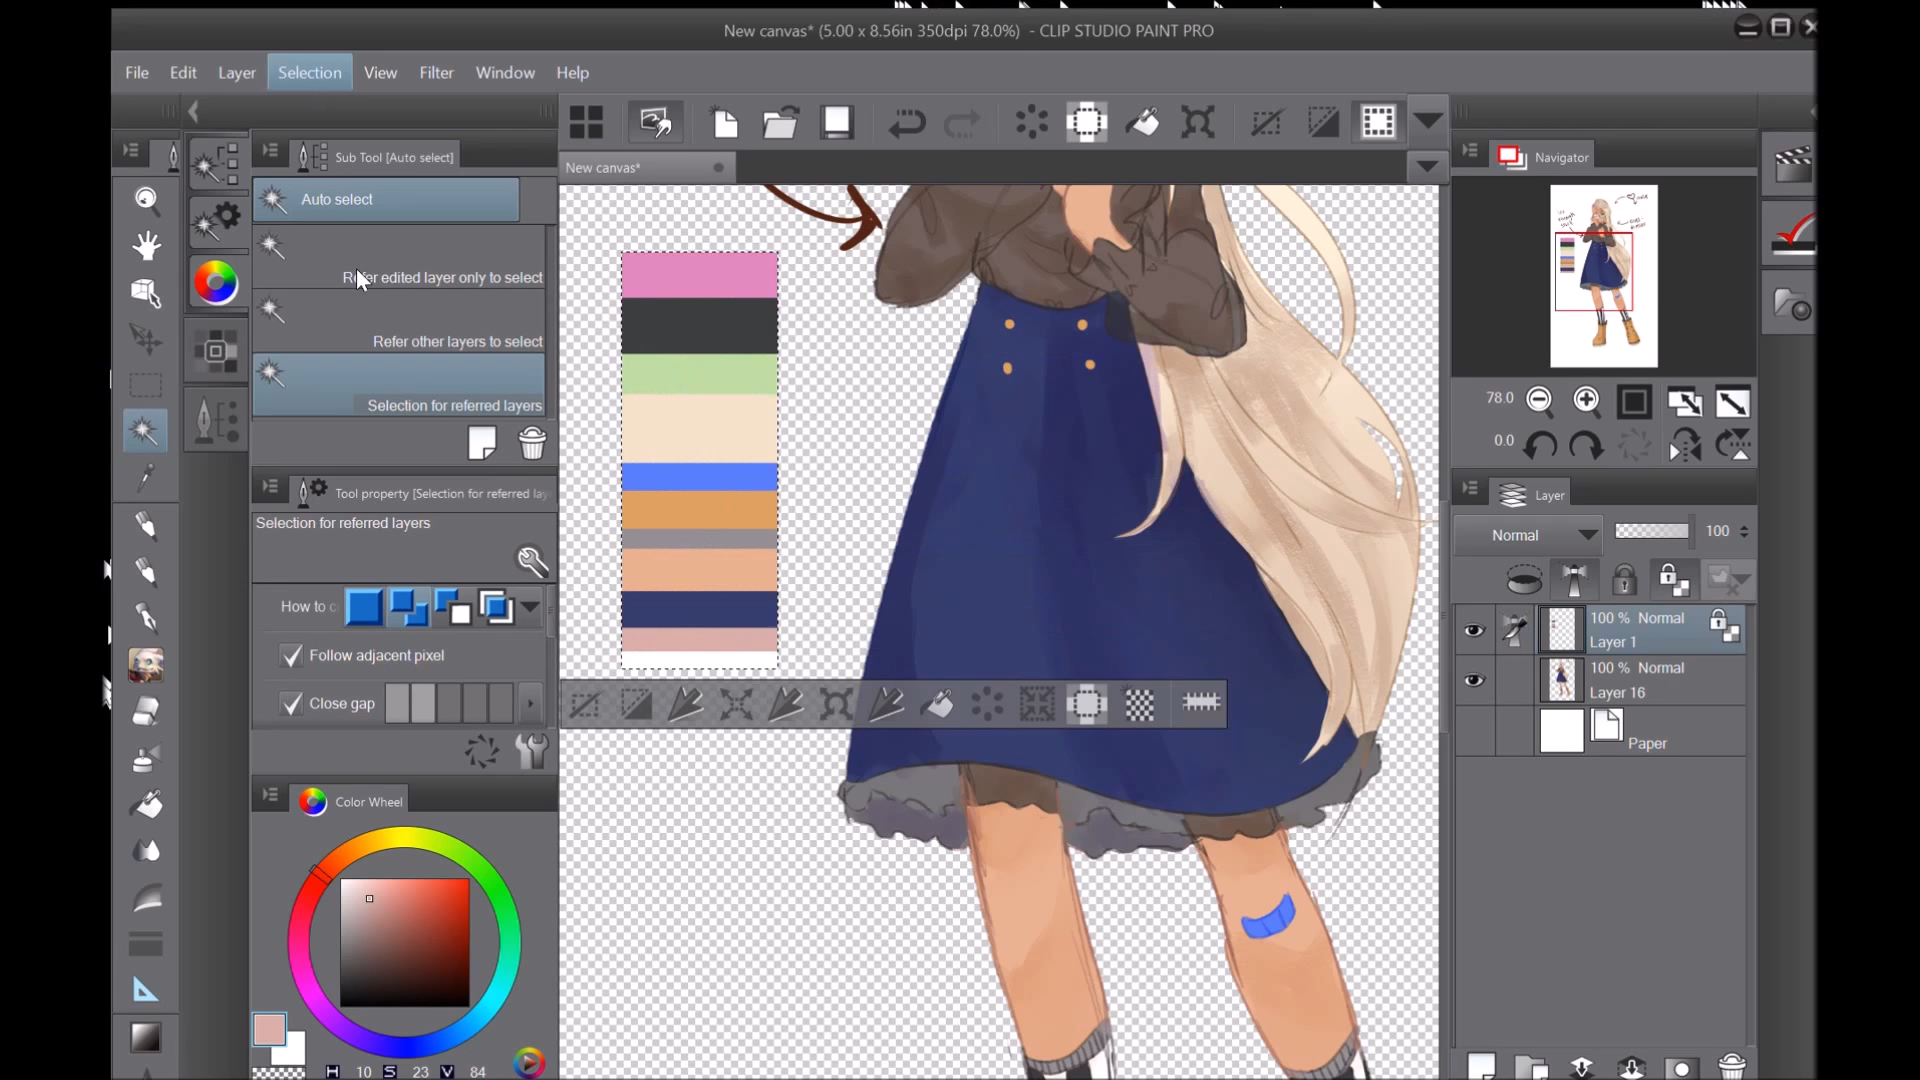 New canvas* (5.00 x 8.56in 350dpi 78.0%) - CLIP STUDIO PAINT PRO
File Edit Layer Selection View Filter Window Help
Sub Tool [Auto select]
Auto select
Refer edited layer only to select
Refer other layers to select
Selection for referred layers
Tool property [Selection for referred lay
Selection for referred layers
How to c
Follow adjacent pixel
Close gap
Color Wheel
H 10 S 23 V 84
New canvas*
Navigator
78.0
0.0
Layer
Normal 100
100 % Normal
Layer 1
100 % Normal
Layer 16
Paper